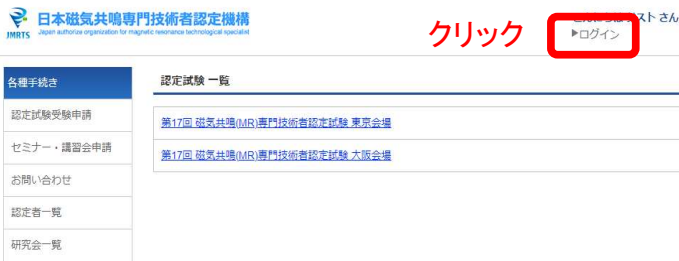 日本磁気共鳴専門技術者認定機構
JMRTS
Japan authorize organization for magnetic resonance technological specialist
クリック
ゲスト さん
▶ログイン
各種手続き
認定試験 一覧
認定試験受験申請
第17回 磁気共鳴(MR)専門技術者認定試験 東京会場
セミナー・講習会申請
第17回 磁気共鳴(MR)専門技術者認定試験 大阪会場
お問い合わせ
認定者一覧
研究会一覧